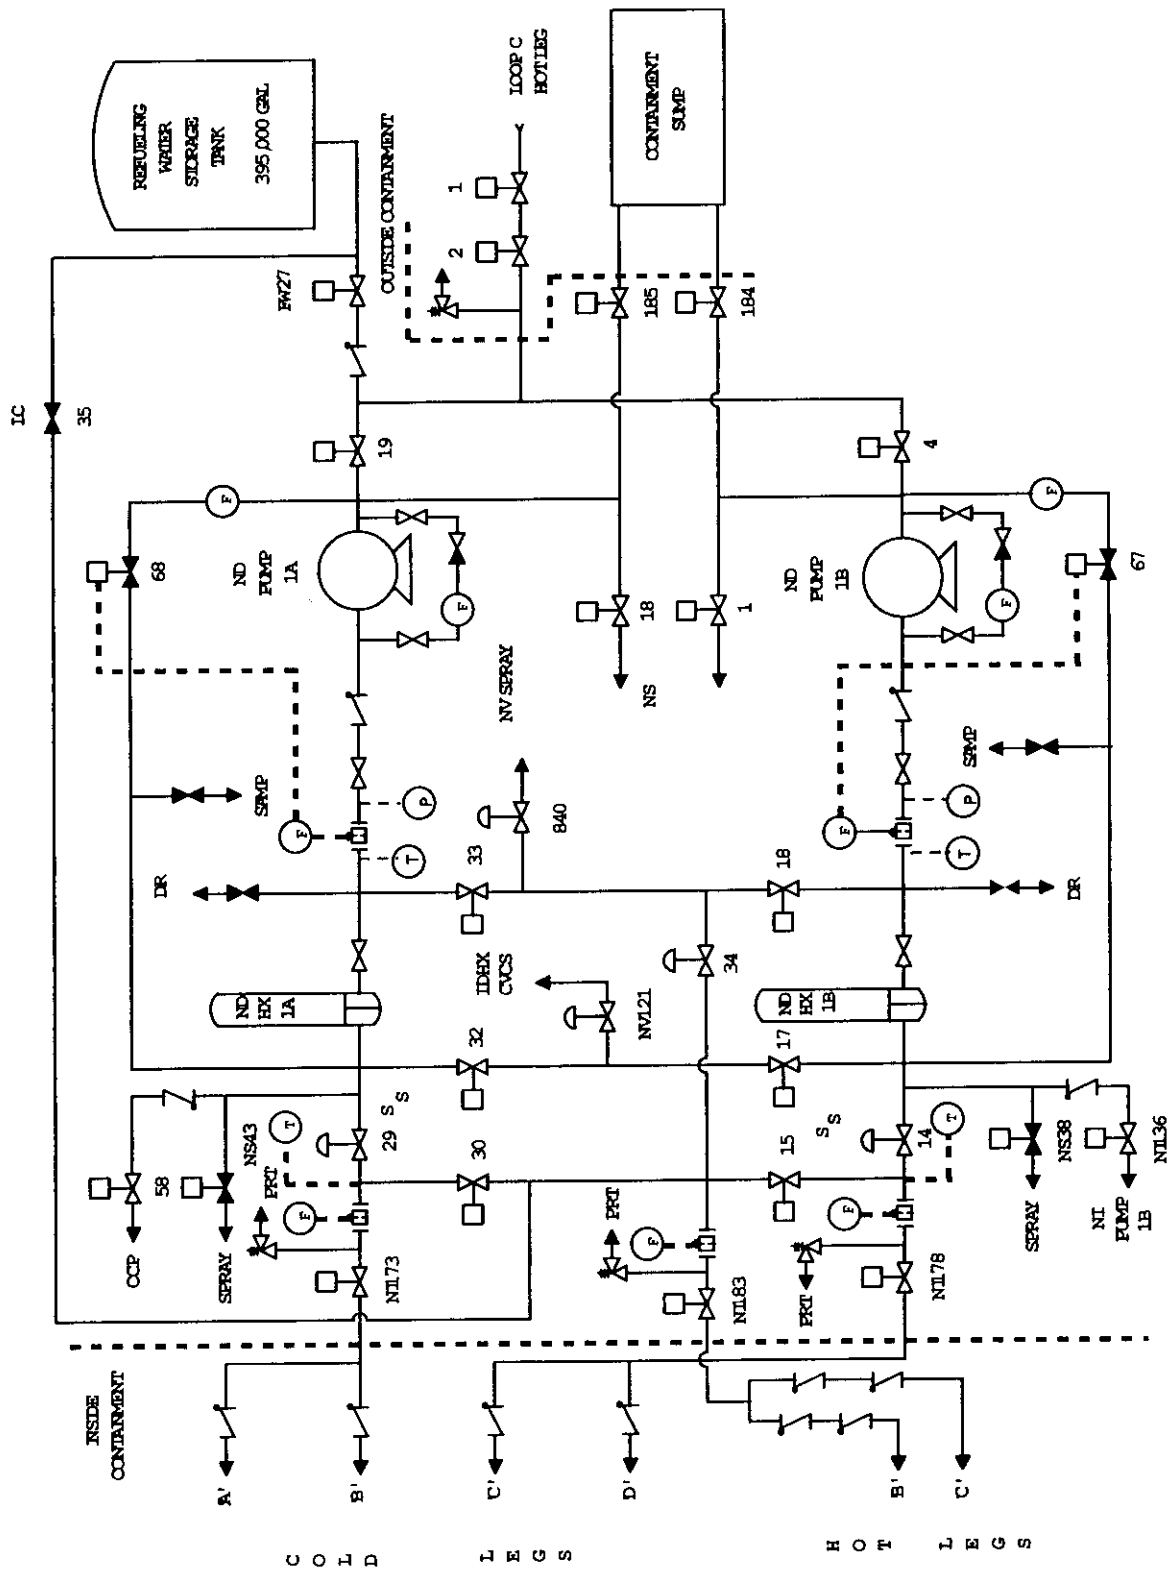 REFUELING
WATER
STORAGE
TANK
395,000 GAL
LOOP C
HOT LEG
CONTAINMENT
SUMP
OUTSIDE CONTAINMENT
1
2
FW27
185
184
LC
35
19
4
F
F
68
ND
PUMP
1A
F
18
1
NS
ND
PUMP
1B
F
67
NV SPRAY
SAMP
SAMP
F
P
T
F
P
T
840
33
18
DR
DR
34
LDHX
CVCS
NV121
ND
HX
1A
ND
HX
1B
32
17
S
S
S
S
58
NS43
T
29
30
15
14
T
NS38
NI136
CCP
SPRAY
PRT
F
NI173
PRT
F
NI183
PRT
F
NI178
SPRAY
NI
PUMP
1B
INSIDE
CONTAINMENT
A'
B'
C'
D'
B'
C'
COLD
LEGS
HOT
LEGS